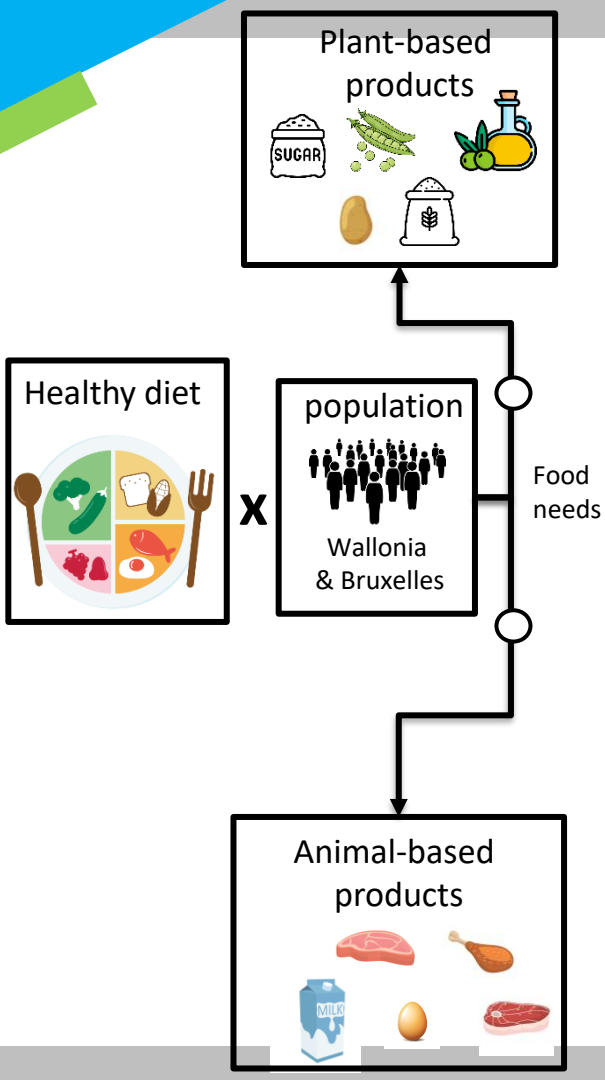 Plant-based
products
SUGAR
Healthy diet
x
population
Wallonia
& Bruxelles
Food
needs
Animal-based
products
MILK